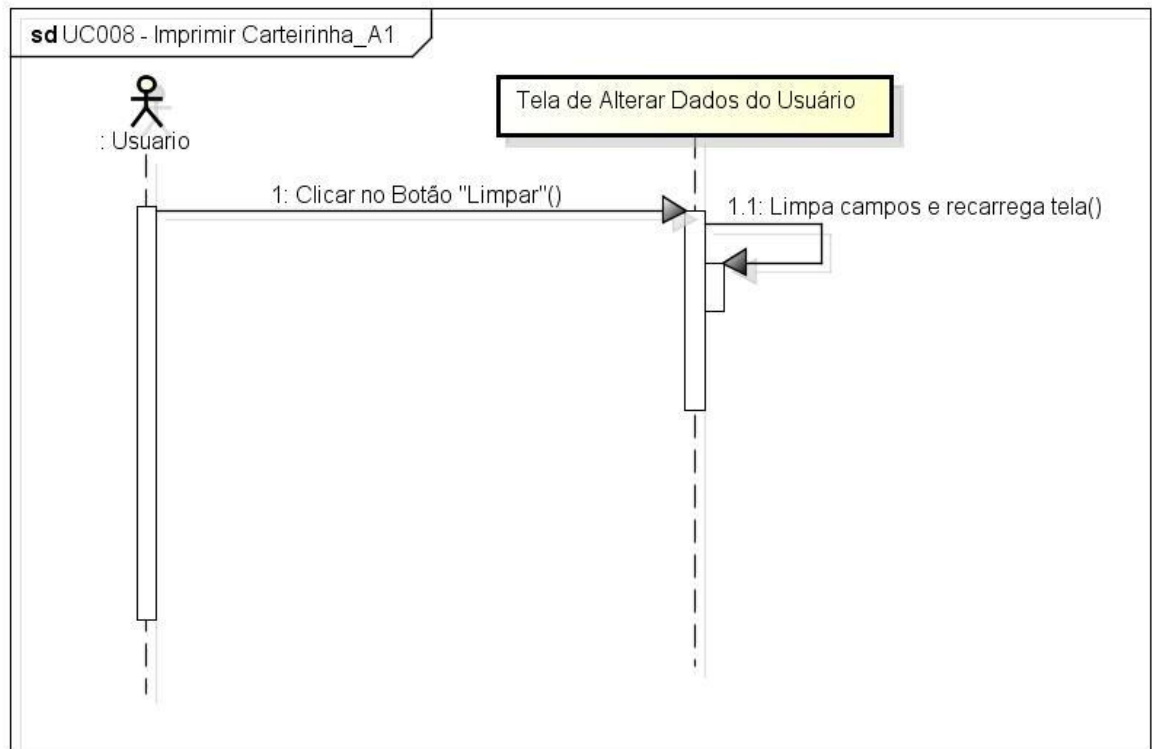 sd UC008 - Imprimir Carteirinha_A1
Tela de Alterar Dados do Usuário
: Usuario
1: Clicar no Botão "Limpar"()
1.1: Limpa campos e recarrega tela()